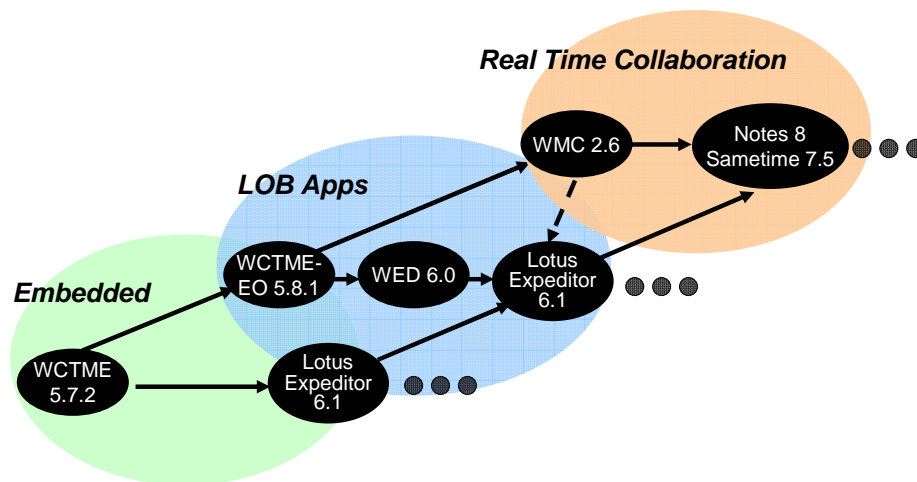 Real Time Collaboration
WMC 2.6
Notes 8
Sametime 7.5
LOB Apps
WCTME-
EO 5.8.1
WED 6.0
Lotus
Expeditor
6.1
Embedded
WCTME
5.7.2
Lotus
Expeditor
6.1